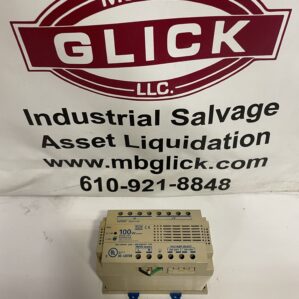 GLICK
LLC.
Industrial Salvage
Asset Liquidation
www.mbglick.com
610-921-8848
100